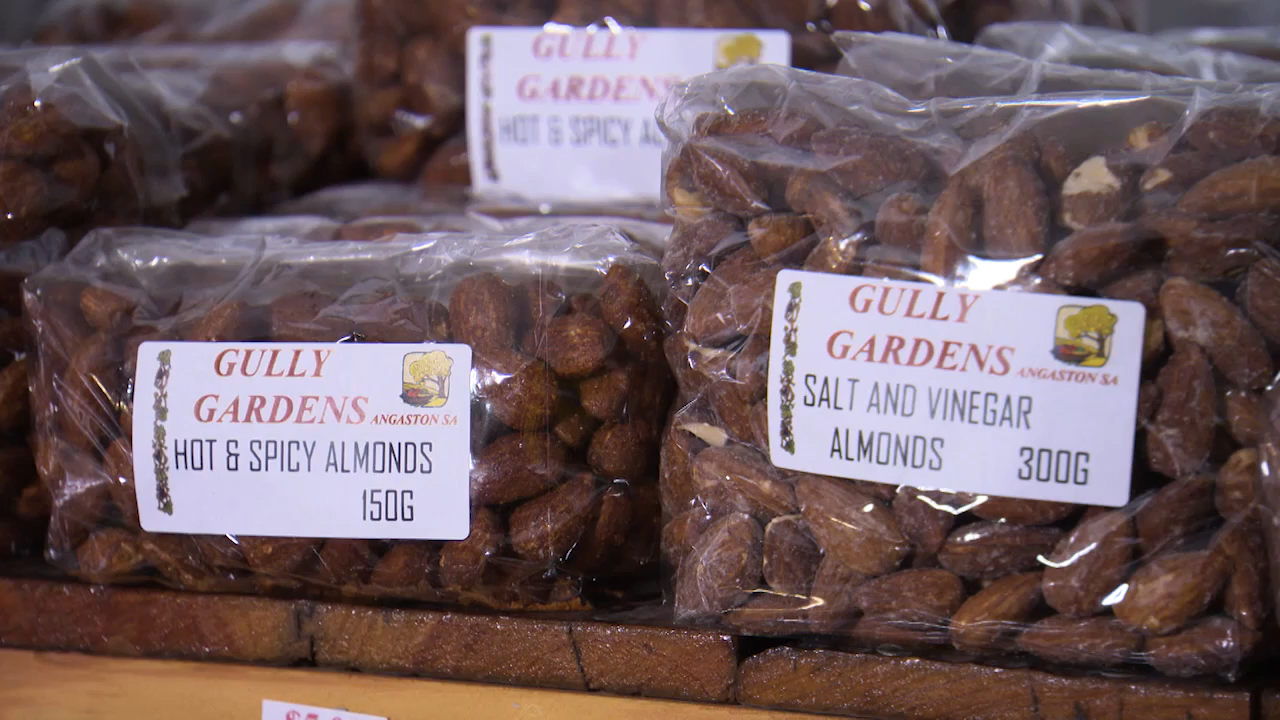 GULLY
GARDENS
HOT & SPICY
GULLY
GARDENS ANGASTON SA
HOT & SPICY ALMONDS
150G
GULLY
GARDENS ANGASTON SA
SALT AND VINEGAR
ALMONDS 300G